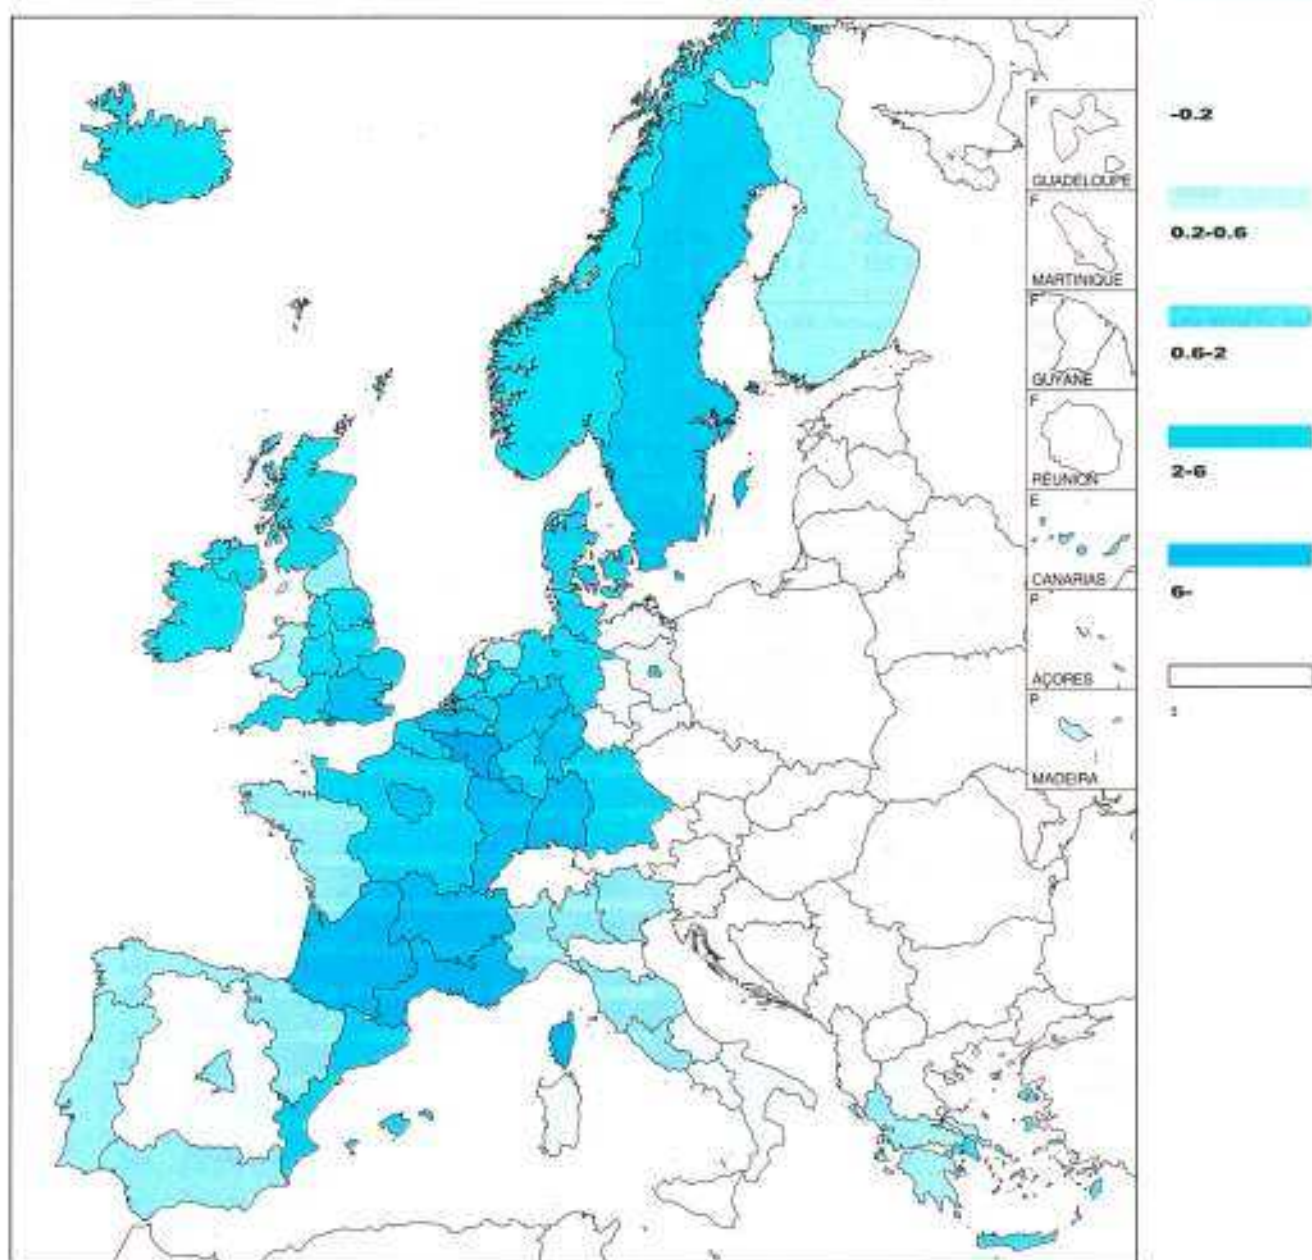 F
GUADELOUPE
F
MARTINIQUE
F
GUYANE
F
REUNION
E
CANARIAS
P
AÇORES
P
MADEIRA
-0.2
0.2-0.6
0.6-2
2-6
6-
: